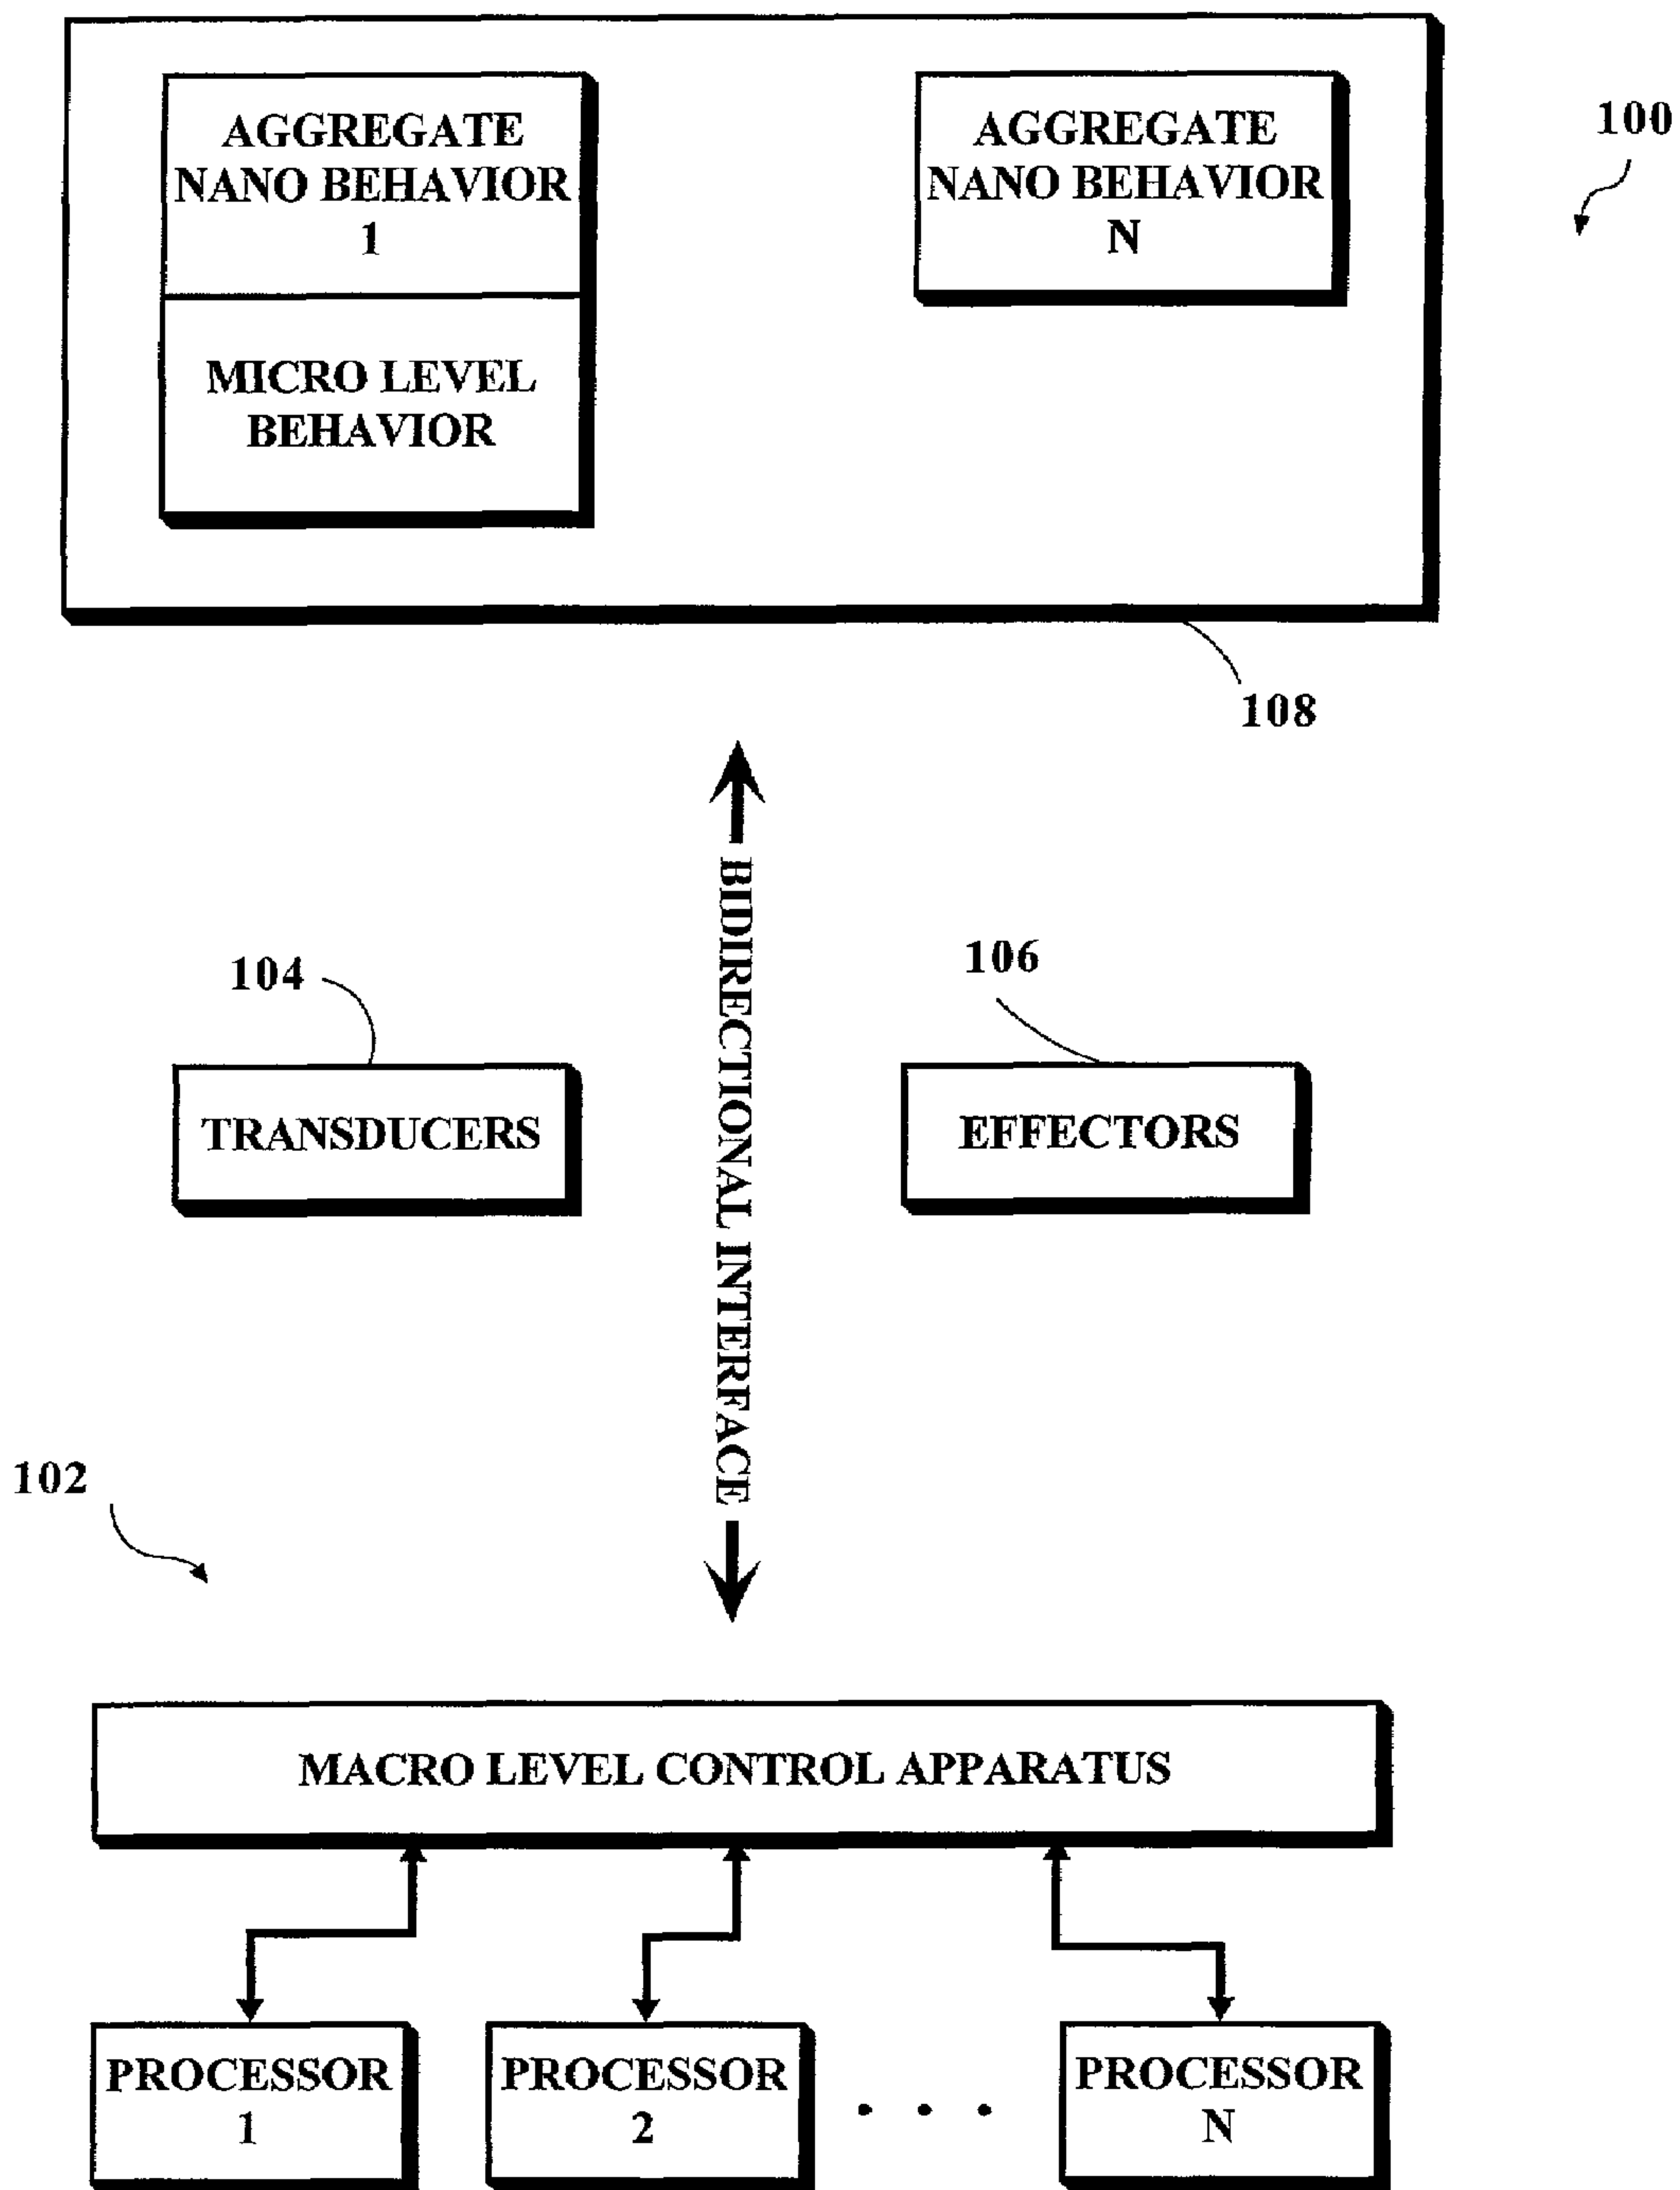 AGGREGATE
NANO BEHAVIOR
1
MICRO LEVEL
BEHAVIOR
AGGREGATE
NANO BEHAVIOR
N
100
108
BIDIRECTIONAL INTERFACE
104
TRANSDUCERS
106
EFFECTORS
102
MACRO LEVEL CONTROL APPARATUS
PROCESSOR
1
PROCESSOR
2
. . .
PROCESSOR
N